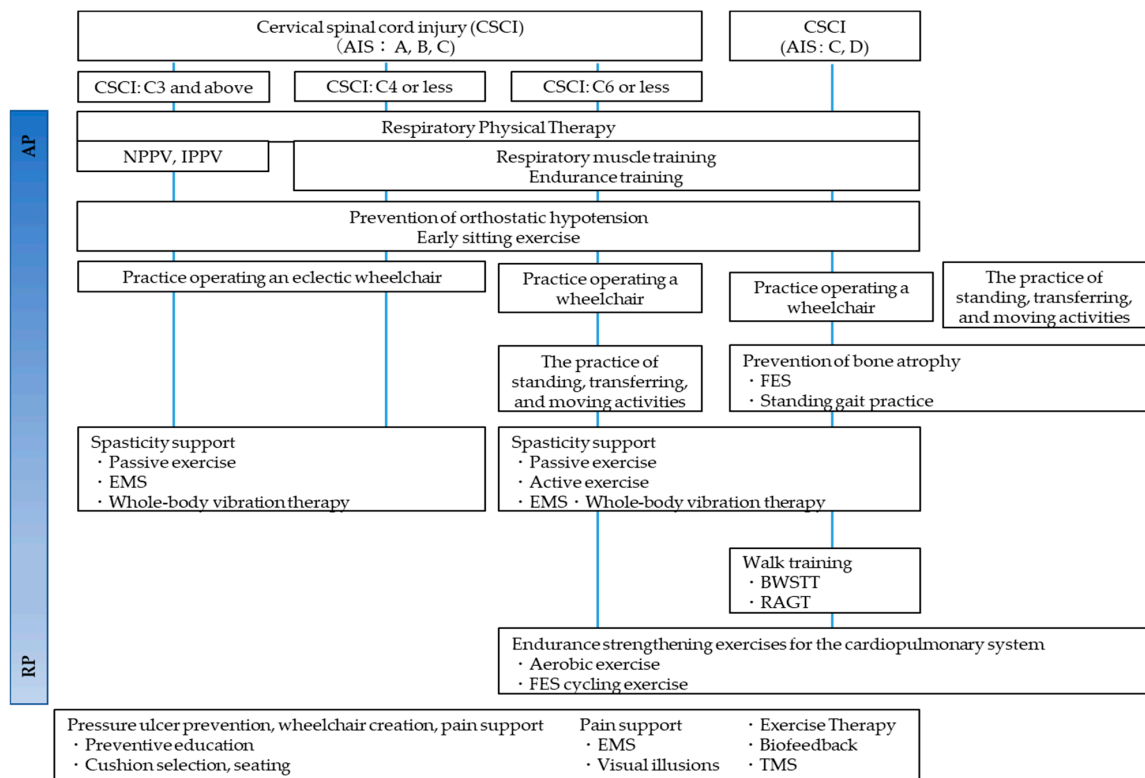 Cervical spinal cord injury (CSCI)
(AIS： A, B, C)
CSCI
(AIS : C, D)
CSCI: C3 and above
CSCI: C4 or less
CSCI: C6 or less
AP
Respiratory Physical Therapy
NPPV, IPPV
Respiratory muscle training
Endurance training
Prevention of orthostatic hypotension
Early sitting exercise
Practice operating an eclectic wheelchair
Practice operating a
wheelchair
Practice operating a
wheelchair
The practice of
standing, transferring,
and moving activities
The practice of
standing, transferring,
and moving activities
Prevention of bone atrophy
・FES
・Standing gait practice
Spasticity support
・Passive exercise
・EMS
・Whole-body vibration therapy
Spasticity support
・Passive exercise
・Active exercise
・EMS・Whole-body vibration therapy
Walk training
・BWSTT
・RAGT
RP
Endurance strengthening exercises for the cardiopulmonary system
・Aerobic exercise
・FES cycling exercise
Pressure ulcer prevention, wheelchair creation, pain support
・Preventive education
・Cushion selection, seating
Pain support
・EMS
・Visual illusions
・Exercise Therapy
・Biofeedback
・TMS